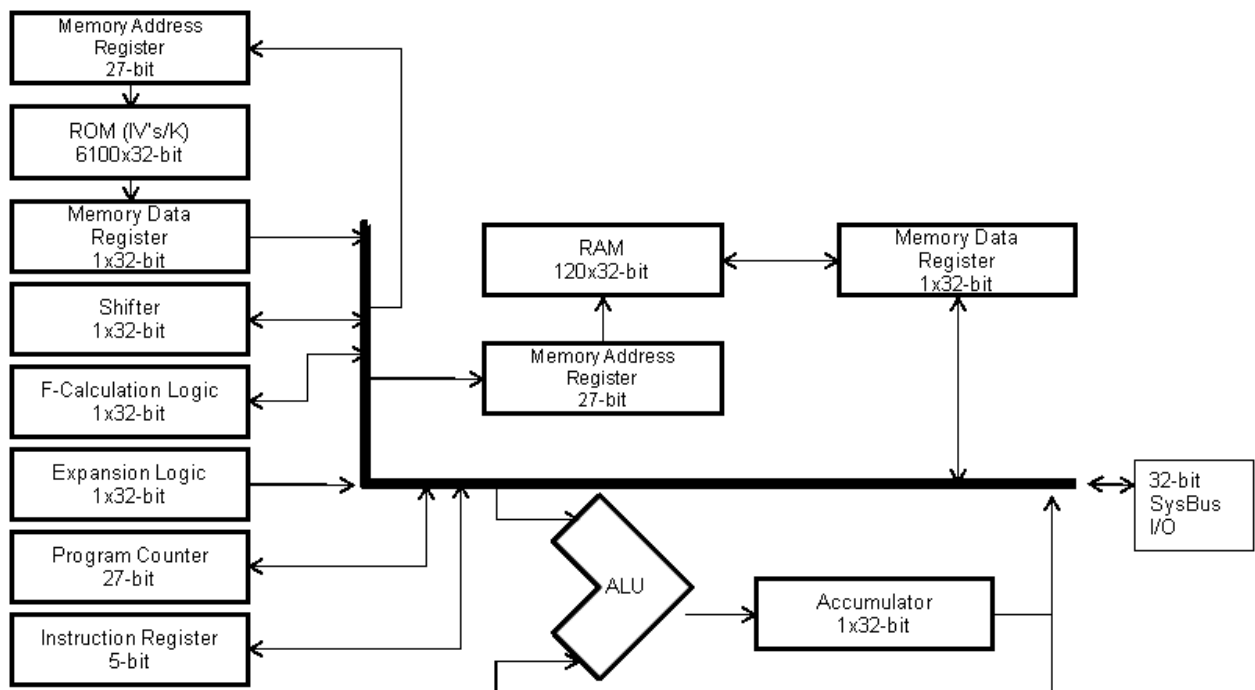 Memory Address
Register
27-bit
ROM (IV's/K)
6100x32-bit
Memory Data
Register
1x32-bit
Shifter
1x32-bit
F-Calculation Logic
1x32-bit
Expansion Logic
1x32-bit
Program Counter
27-bit
Instruction Register
5-bit
RAM
120x32-bit
Memory Data
Register
1x32-bit
Memory Address
Register
27-bit
ALU
Accumulator
1x32-bit
32-bit
SysBus
I/O